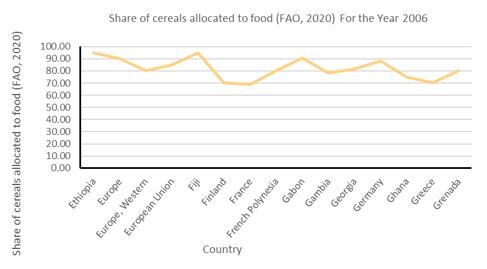 Share of cereals allocated to food (FAO, 2020) For the Year 2006
Share of cereals allocated to food (FAO, 2020)
100.00
90.00
80.00
70.00
60.00
50.00
40.00
30.00
20.00
10.00
0.00
Ethiopia
Europe
Europe, Western
European Union
Fiji
Finland
France
French Polynesia
Gabon
Gambia
Georgia
Germany
Ghana
Greece
Grenada
Country